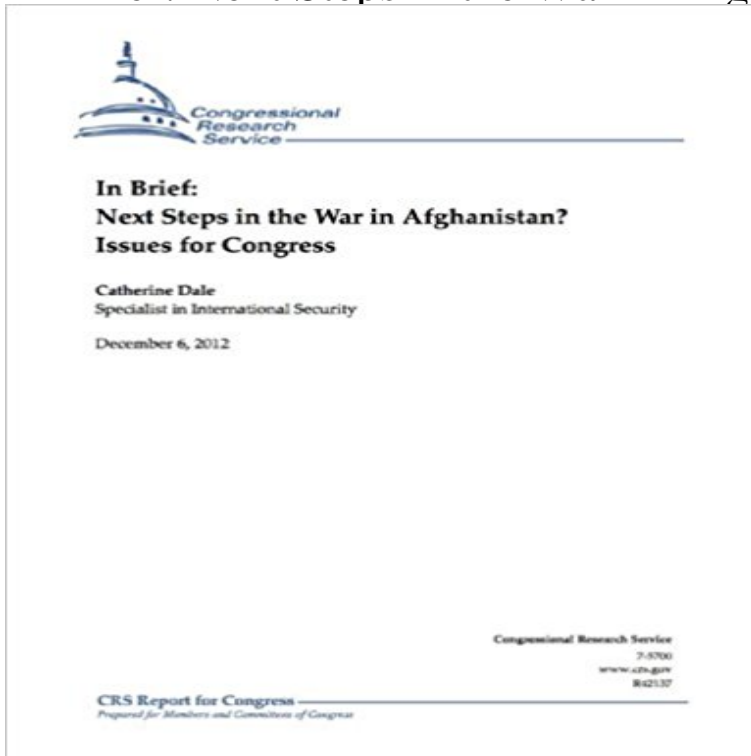 Congressional
Research
Service
In Brief:
Next Steps in the War in Afghanistan?
Issues for Congress
Catherine Dale
Specialist in International Security
December 6, 2012
Congressional Research Service
7-5700
www.crs.gov
R42137
CRS Report for Congress
Prepared for Members and Committees of Congress